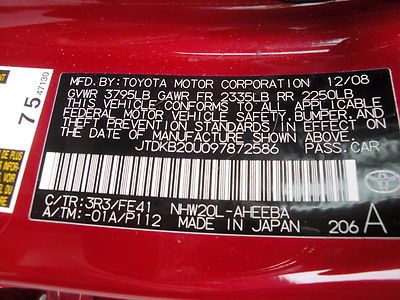 MFD.BY:TOYOTA MOTOR CORPORATION 12/08
GVWR 3795LB GAWR FR 2335LB RR 2250LB
THIS VEHICLE CONFORMS TO ALL APPLICABLE
FEDERAL MOTOR VEHICLE SAFETY, BUMPER, AND
THEFT PREVENTION STANDARDS IN EFFECT ON
THE DATE OF MANUFACTURE SHOWN ABOVE.
JTDKB20U097872586 PASS.CAR
C/TR: 3R3/FE41 NHW20L-AHEEBA
A/TM: -01A/P112 MADE IN JAPAN 206 A
TOYOTA
75 47130